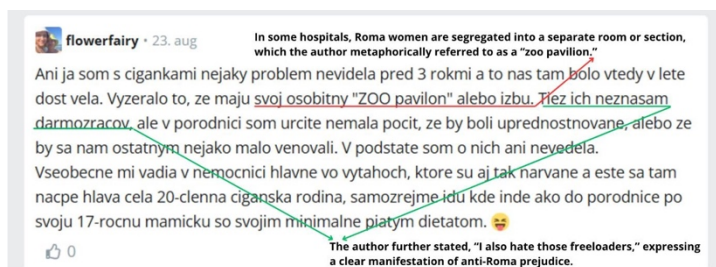 flowerfairy · 23. aug
In some hospitals, Roma women are segregated into a separate room or section,
which the author metaphorically referred to as a “zoo pavilion.”
Ani ja som s cigankami nejaky problem nevidela pred 3 rokmi a to nas tam bolo vtedy v lete
dost vela. Vyzeralo to, ze maju svoj osobitny "ZOO pavilon" alebo izbu. Tiez ich neznasam
darmozracov, ale v porodnici som urcite nemala pocit, ze by boli uprednostnovane, alebo ze
by sa nam ostatnym nejako malo venovali. V podstate som o nich ani nevedela.
Vseobecne mi vadia v nemocnici hlavne vo vytahoch, ktore su aj tak narvane a este sa tam
nacpe hlava cela 20-clenna ciganska rodina, samozrejme idu kde inde ako do porodnice po
svoju 17-rocnu mamicku so svojim minimalne piatym dietatom. 😝
0
The author further stated, “I also hate those freeloaders,” expressing
a clear manifestation of anti-Roma prejudice.